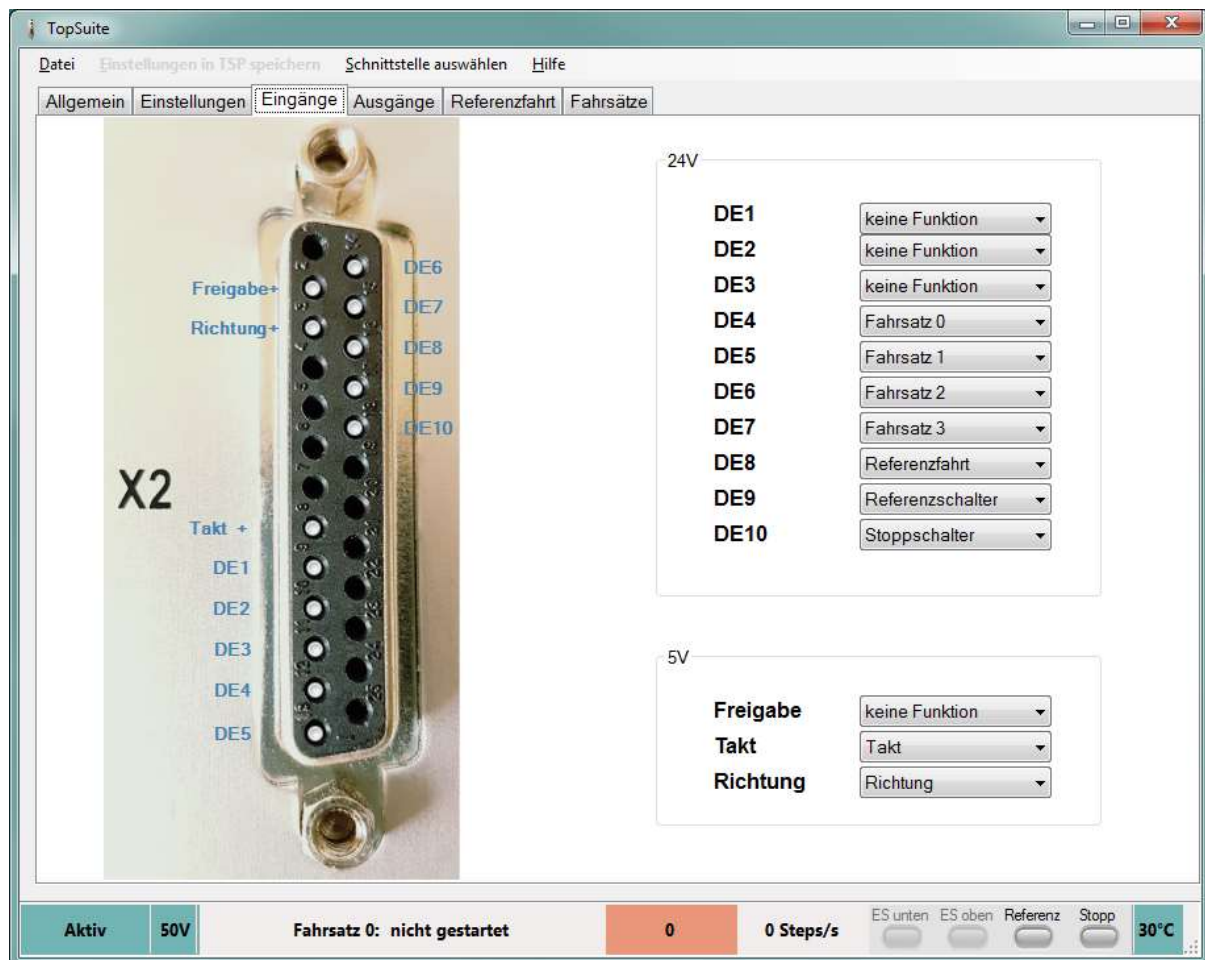 TopSuite
Datei Einstellungen in TSP speichern Schnittstelle auswählen Hilfe
Allgemein Einstellungen Eingänge Ausgänge Referenzfahrt Fahrsätze
X2
Freigabe+
Richtung+
Takt +
DE1
DE2
DE3
DE4
DE5
DE6
DE7
DE8
DE9
DE10
24V
DE1 keine Funktion
DE2 keine Funktion
DE3 keine Funktion
DE4 Fahrsatz 0
DE5 Fahrsatz 1
DE6 Fahrsatz 2
DE7 Fahrsatz 3
DE8 Referenzfahrt
DE9 Referenzschalter
DE10 Stoppschalter
5V
Freigabe keine Funktion
Takt Takt
Richtung Richtung
Aktiv 50V Fahrsatz 0: nicht gestartet 0 0 Steps/s ES unten ES oben Referenz Stopp 30°C